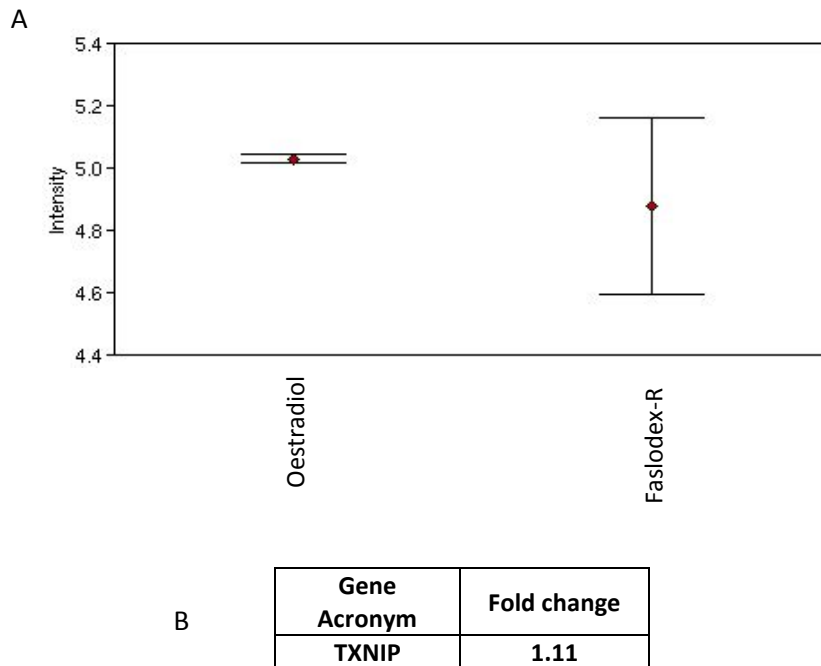 A
5.4
5.2
5.0
4.8
4.6
4.4
Intensity
Oestradiol
Faslodex-R
B
Gene Acronym
Fold change
TXNIP
1.11